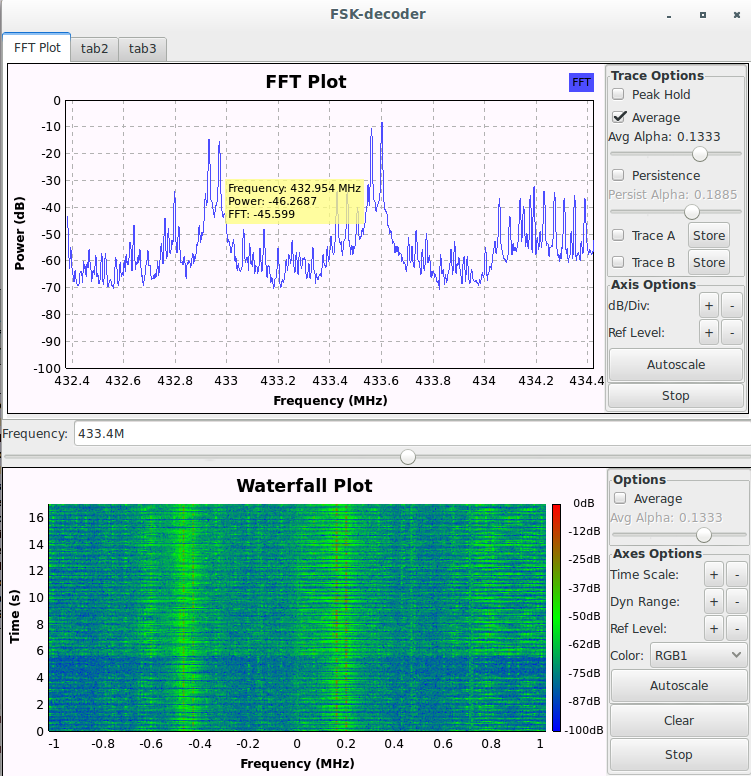 FSK-decoder
FFT Plot tab2 tab3
FFT Plot
FFT
Power (dB)
0
-10
-20
-30
-40
-50
-60
-70
-80
-90
-100
Frequency: 432.954 MHz
Power: -46.2687
FFT: -45.599
432.4 432.6 432.8 433 433.2 433.4 433.6 433.8 434 434.2 434.4
Frequency (MHz)
Trace Options
Peak Hold
Average
Avg Alpha: 0.1333
Persistence
Persist Alpha: 0.1885
Trace A Store
Trace B Store
Axis Options
dB/Div: + -
Ref Level: + -
Autoscale
Stop
Frequency: 433.4M
Waterfall Plot
Time (s)
16
14
12
10
8
6
4
2
0
-1 -0.8 -0.6 -0.4 -0.2 0 0.2 0.4 0.6 0.8 1
Frequency (MHz)
0dB
-12dB
-25dB
-37dB
-50dB
-62dB
-75dB
-87dB
-100dB
Options
Average
Avg Alpha: 0.1333
Axes Options
Time Scale: + -
Dyn Range: + -
Ref Level: + -
Color: RGB1
Autoscale
Clear
Stop